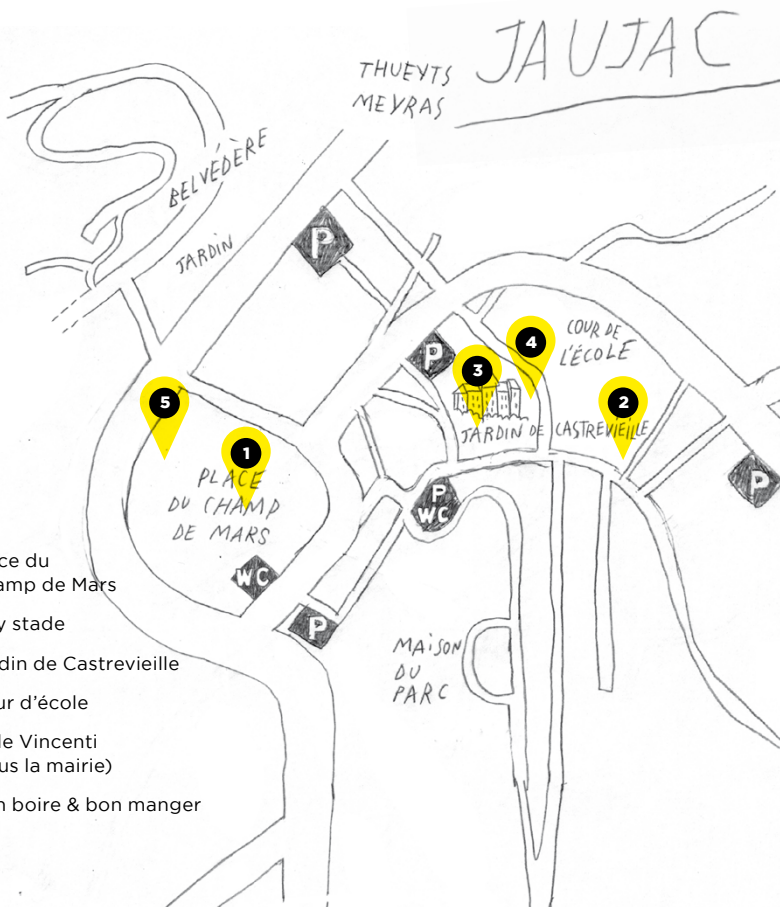 JAUJAC
THUEYTS
MEYRAS
BELVÉDÈRE
JARDIN
P
P
4
COUR DE
L'ÉCOLE
3
2
5
JARDIN DE CASTREVIEILLE
1
PLACE
DU CHAMP
DE MARS
P
WC
P
WC
P
MAISON
DU
PARC
ce du
amp de Mars
y stade
din de Castrevieille
ur d'école
le Vincenti
us la mairie)
n boire & bon manger